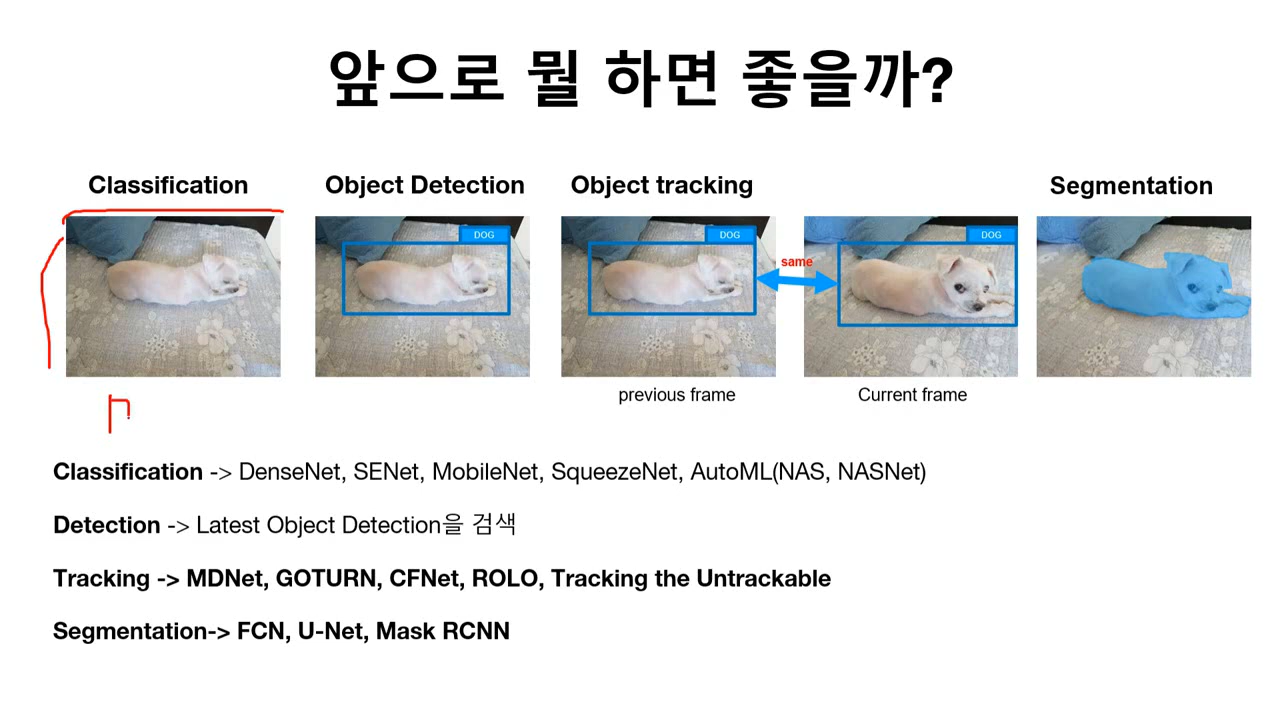 앞으로 뭘 하면 좋을까?
Classification
Object Detection
Object tracking
Segmentation
DOG
DOG
same
DOG
previous frame
Current frame
Classification -> DenseNet, SENet, MobileNet, SqueezeNet, AutoML(NAS, NASNet)
Detection -> Latest Object Detection을 검색
Tracking -> MDNet, GOTURN, CFNet, ROLO, Tracking the Untrackable
Segmentation-> FCN, U-Net, Mask RCNN